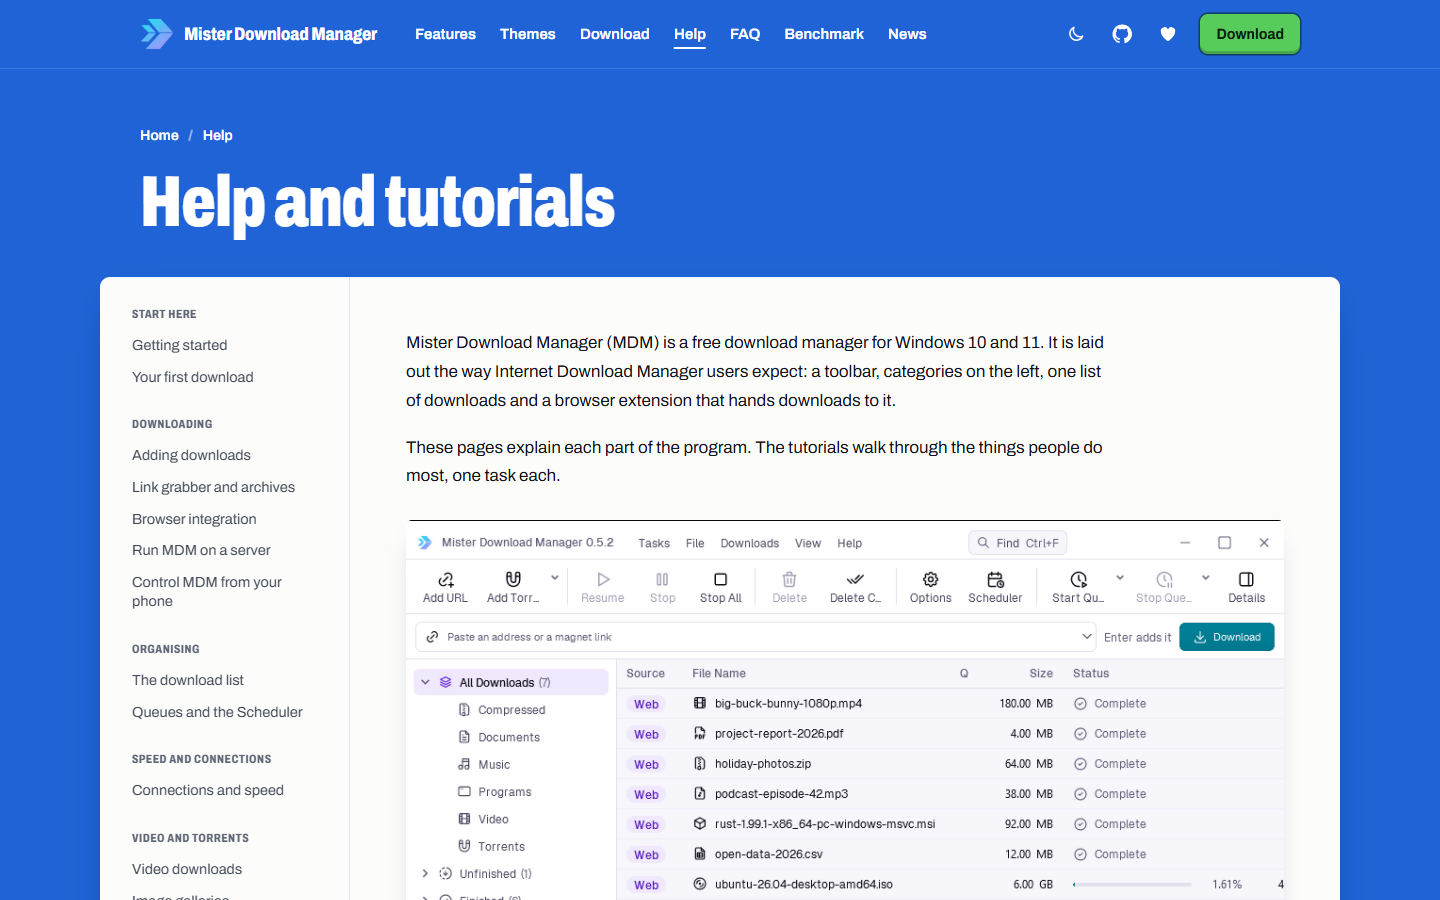 Mister Download Manager
Features
Themes
Download
Help
FAQ
Benchmark
News
Download
Home / Help
Help and tutorials
START HERE
Getting started
Your first download
DOWNLOADING
Adding downloads
Link grabber and archives
Browser integration
Run MDM on a server
Control MDM from your
phone
ORGANISING
The download list
Queues and the Scheduler
SPEED AND CONNECTIONS
Connections and speed
VIDEO AND TORRENTS
Video downloads
Image galleries
Mister Download Manager (MDM) is a free download manager for Windows 10 and 11. It is laid
out the way Internet Download Manager users expect: a toolbar, categories on the left, one list
of downloads and a browser extension that hands downloads to it.
These pages explain each part of the program. The tutorials walk through the things people do
most, one task each.
Mister Download Manager 0.5.2
Tasks
File
Downloads
View
Help
Find Ctrl+F
Add URL
Add Torr...
Resume
Stop
Stop All
Delete
Delete C...
Options
Scheduler
Start Qu...
Stop Que...
Details
Paste an address or a magnet link
Enter adds it
Download
All Downloads (7)
Compressed
Documents
Music
Programs
Video
Torrents
Unfinished (1)
Finished (6)
Source File Name Q Size Status
Web big-buck-bunny-1080p.mp4 180.00 MB Complete
Web project-report-2026.pdf 4.00 MB Complete
Web holiday-photos.zip 64.00 MB Complete
Web podcast-episode-42.mp3 38.00 MB Complete
Web rust-1.99.1-x86_64-pc-windows-msvc.msi 92.00 MB Complete
Web open-data-2026.csv 12.00 MB Complete
Web ubuntu-26.04-desktop-amd64.iso 6.00 GB 1.61% 4